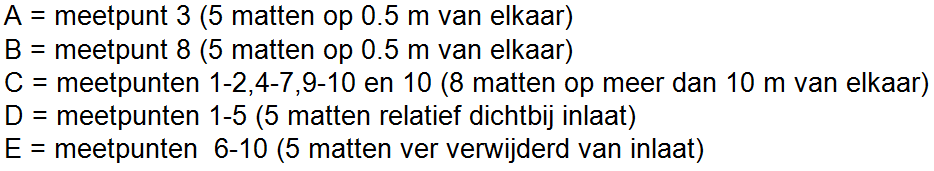 A = meetpunt 3 (5 matten op 0.5 m van elkaar)
B = meetpunt 8 (5 matten op 0.5 m van elkaar)
C = meetpunten 1-2,4-7,9-10 en 10 (8 matten op meer dan 10 m van elkaar)
D = meetpunten 1-5 (5 matten relatief dichtbij inlaat)
E = meetpunten  6-10 (5 matten ver verwijderd van inlaat)